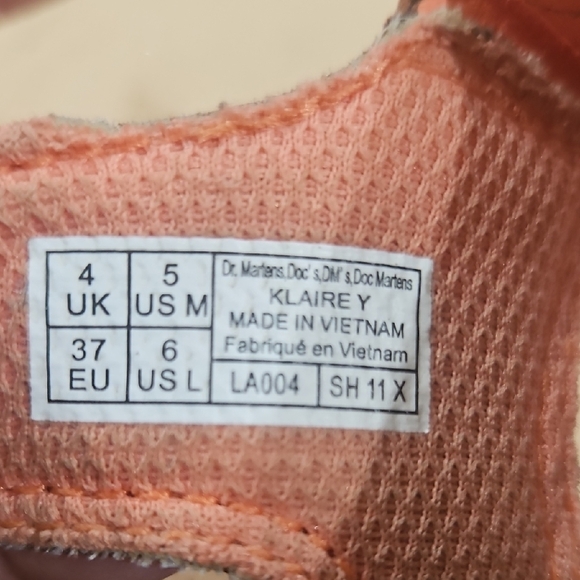 4
UK
5
US M
37
EU
6
US L
Dr. Martens,Doc's,DM's,Doc Martens
KLAIRE Y
MADE IN VIETNAM
Fabriqué en Vietnam
LA004
SH 11 X